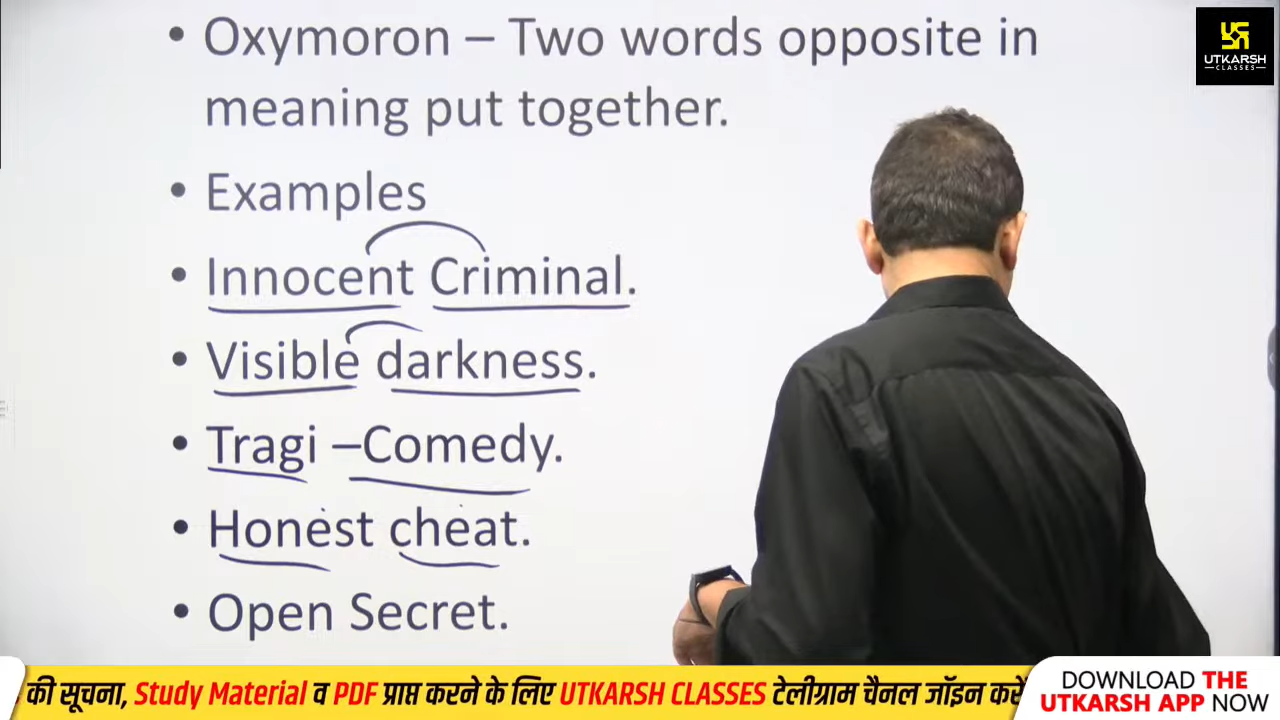 • Oxymoron – Two words opposite in
meaning put together.
• Examples
• Innocent Criminal.
• Visible darkness.
• Tragi –Comedy.
• Honest cheat.
• Open Secret.
UTKARSH
CLASSES
की सूचना, Study Material व PDF प्राप्त करने के लिए UTKARSH CLASSES टेलीग्राम चैनल जॉइन करें
DOWNLOAD THE
UTKARSH APP NOW